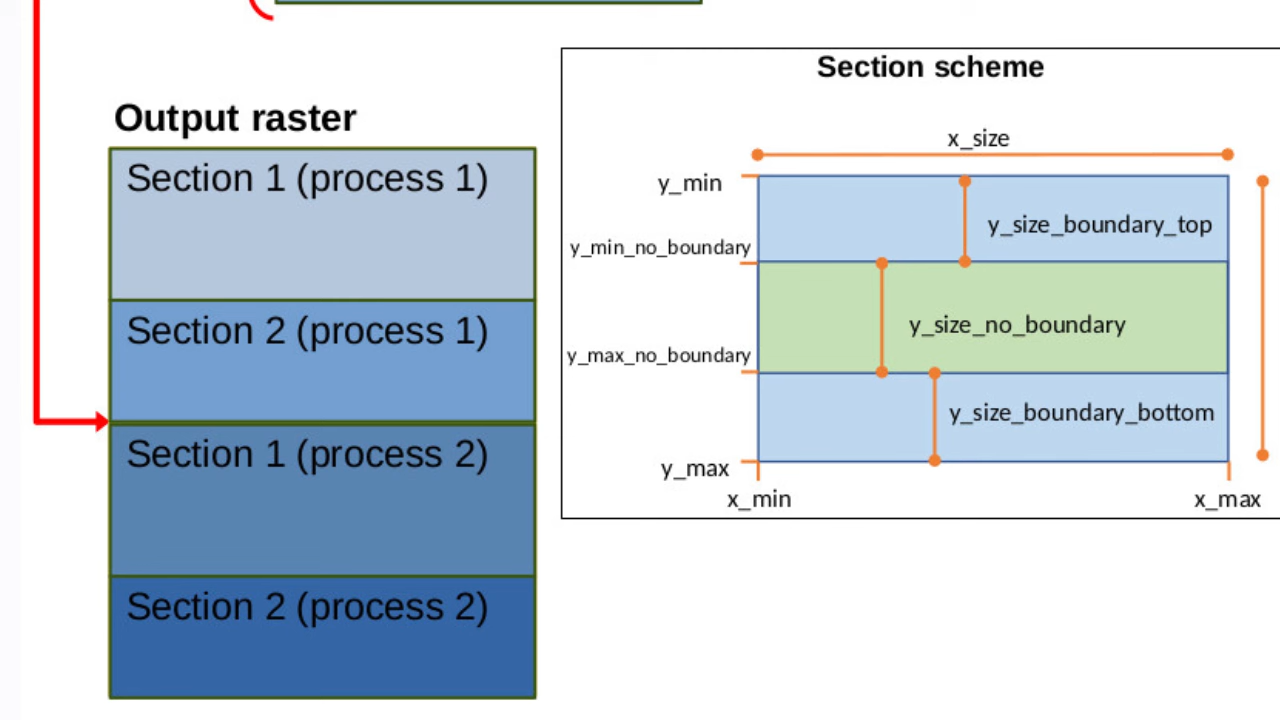 Output raster
Section 1 (process 1)
Section 2 (process 1)
Section 1 (process 2)
Section 2 (process 2)
Section scheme
x_size
y_min
y_size_boundary_top
y_min_no_boundary
y_size_no_boundary
y_max_no_boundary
y_size_boundary_bottom
y_max
x_min
x_max